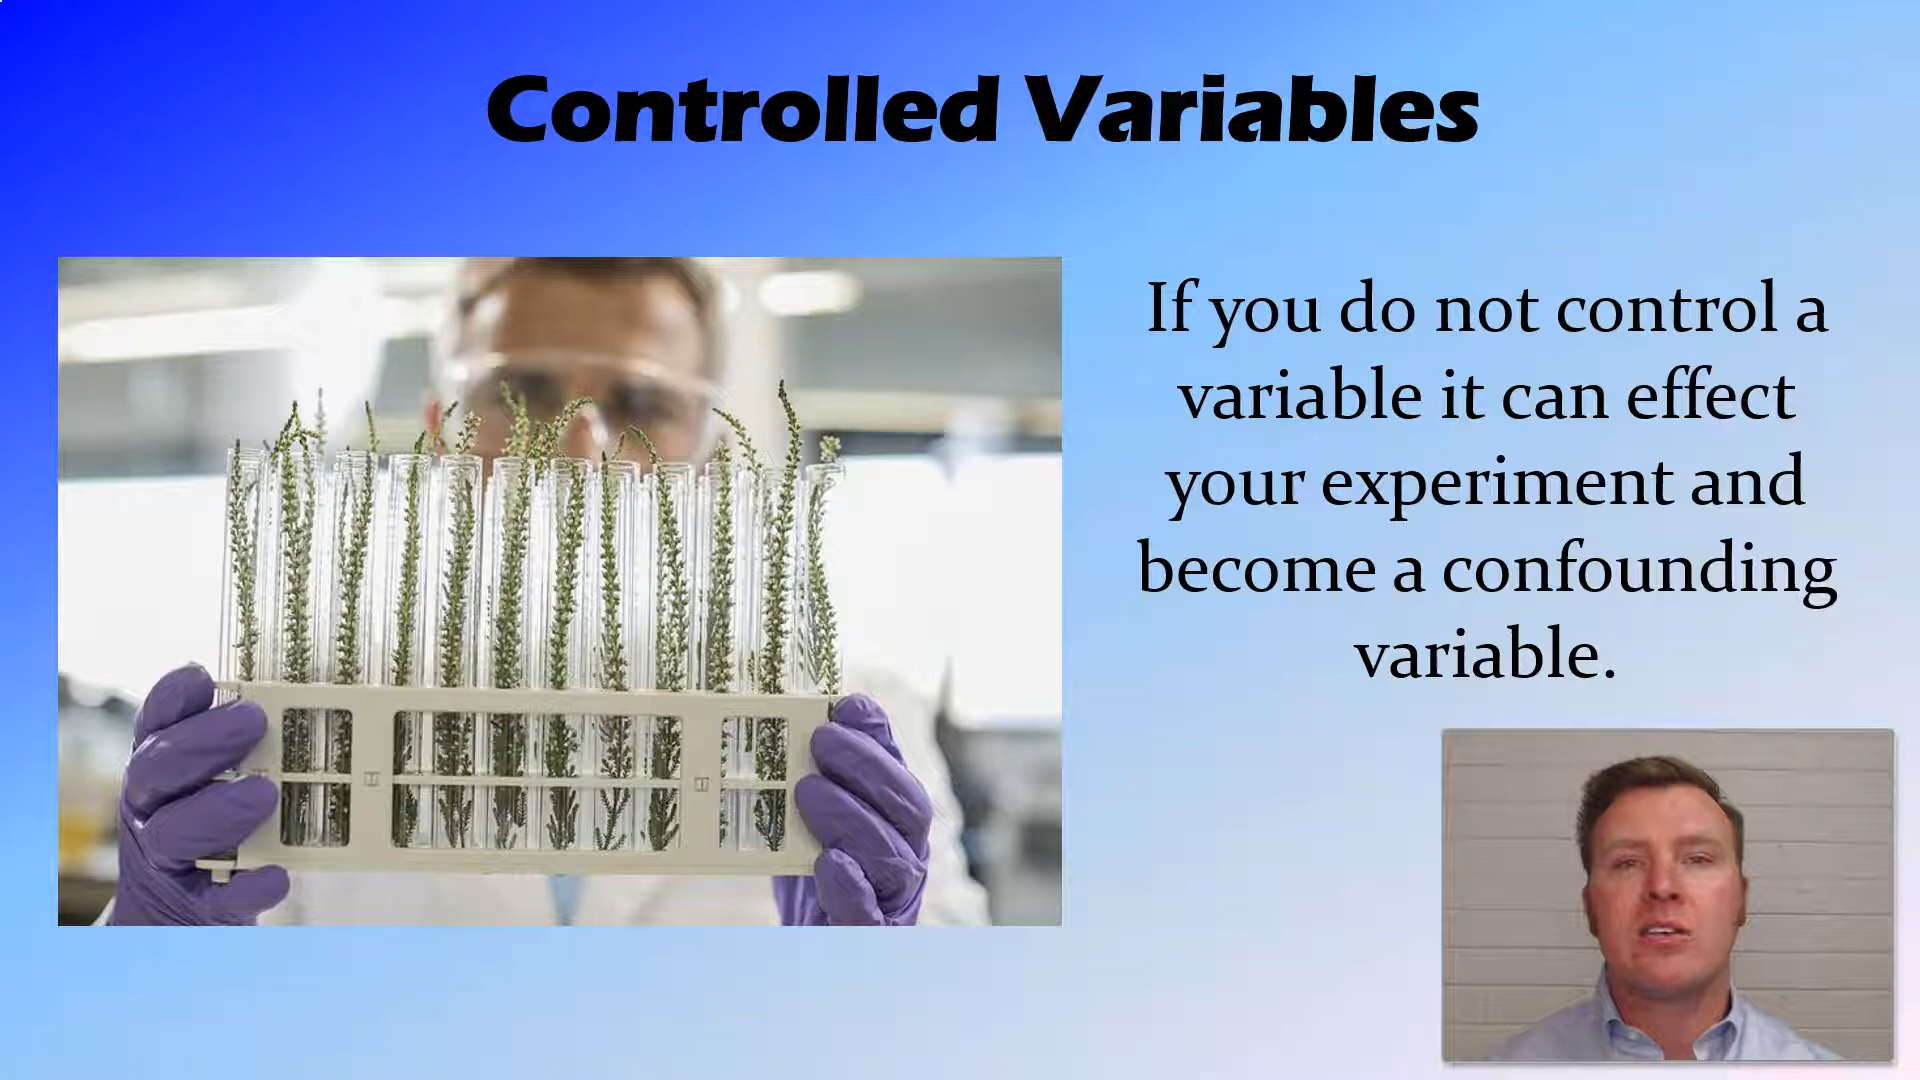 Controlled Variables
If you do not control a
variable it can effect
your experiment and
become a confounding
variable.